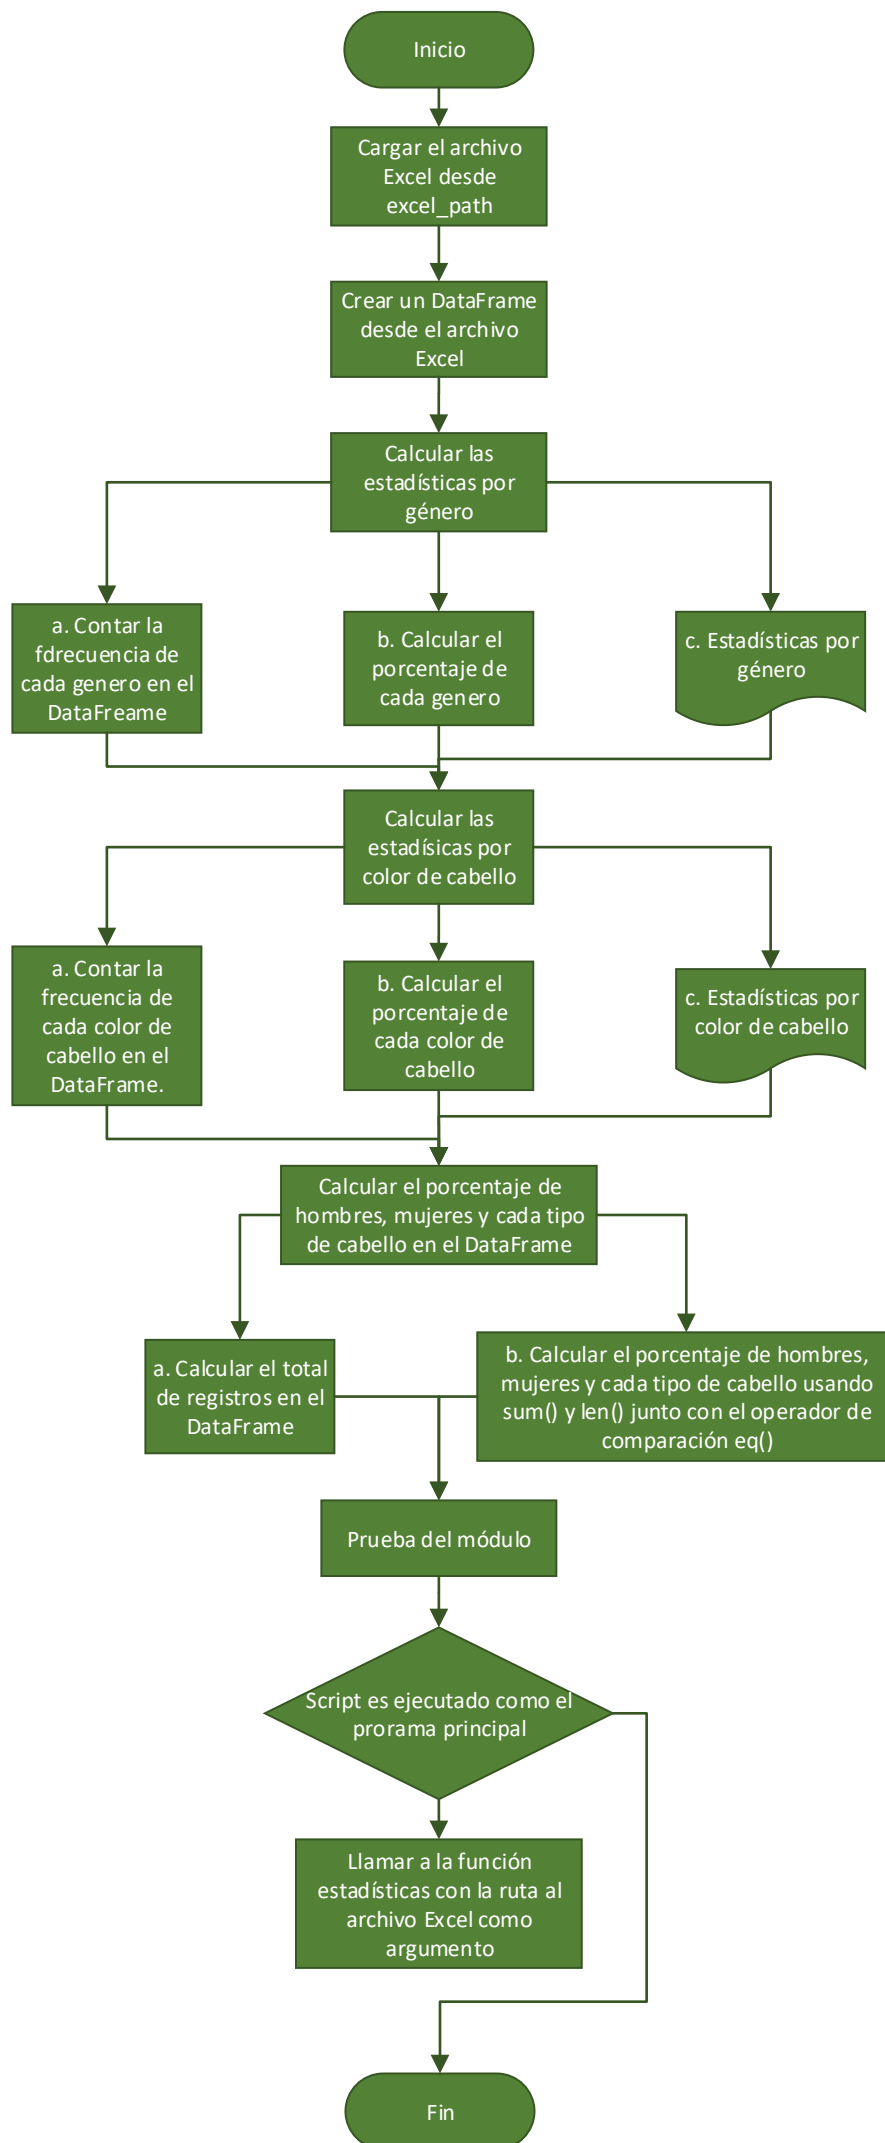 Inicio
Cargar el archivo
Excel desde
excel_path
Crear un DataFrame
desde el archivo
Excel
Calcular las
estadísticas por
género
a. Contar la
fdrecuencia de
cada genero en el
DataFreame
b. Calcular el
porcentaje de
cada genero
c. Estadísticas por
género
Calcular las
estadísicas por
color de cabello
a. Contar la
frecuencia de
cada color de
cabello en el
DataFrame.
b. Calcular el
porcentaje de
cada color de
cabello
c. Estadísticas por
color de cabello
Calcular el porcentaje de
hombres, mujeres y cada tipo
de cabello en el DataFrame
a. Calcular el total
de registros en el
DataFrame
b. Calcular el porcentaje de hombres,
mujeres y cada tipo de cabello usando
sum() y len() junto con el operador de
comparación eq()
Prueba del módulo
Script es ejecutado como el
prorama principal
Llamar a la función
estadísticas con la ruta al
archivo Excel como
argumento
Fin